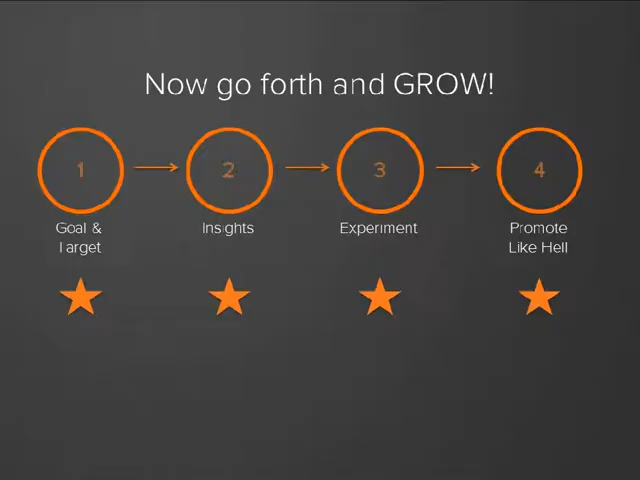 Now go forth and GROW!
1
2
3
4
Goal &
Target
Insights
Experiment
Promote
Like Hell